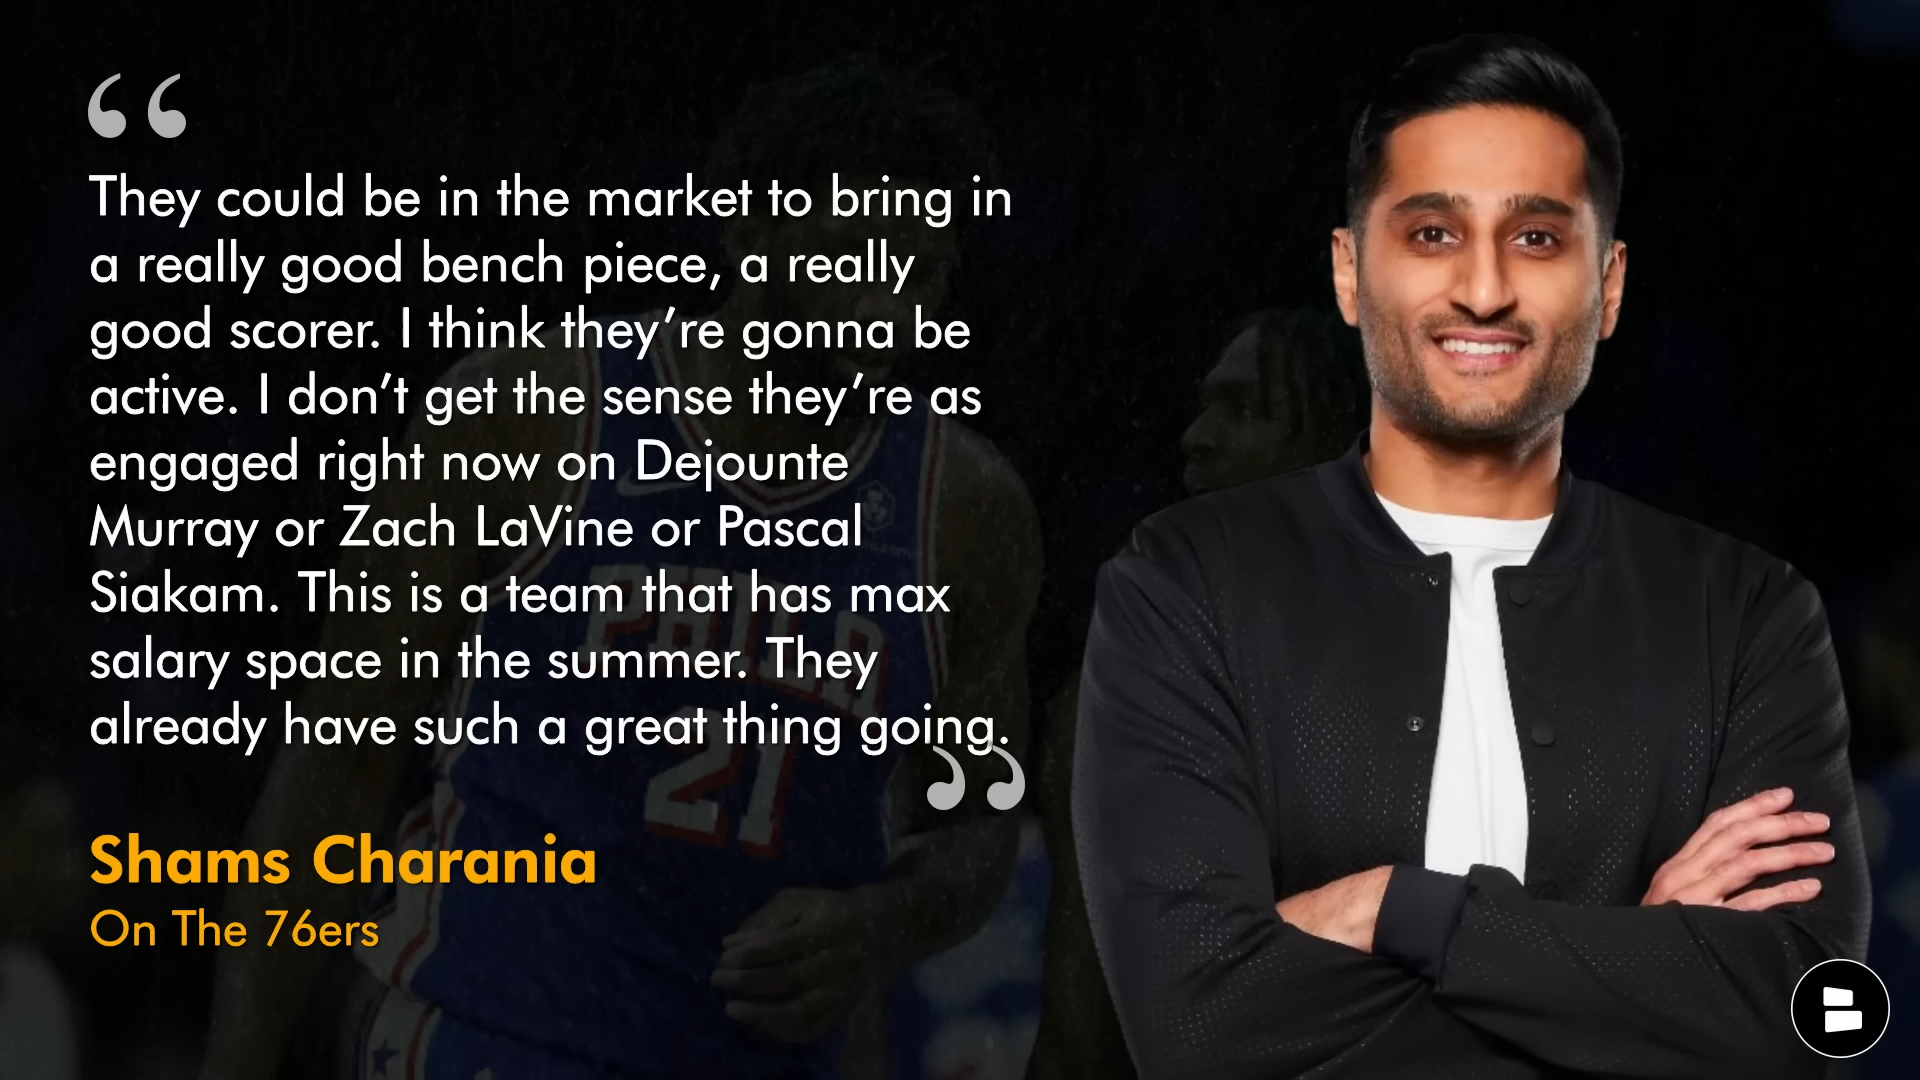 “
They could be in the market to bring in
a really good bench piece, a really
good scorer. I think they’re gonna be
active. I don’t get the sense they’re as
engaged right now on Dejounte
Murray or Zach LaVine or Pascal
Siakam. This is a team that has max
salary space in the summer. They
already have such a great thing going.
”
PHILA
21
Shams Charania
On The 76ers